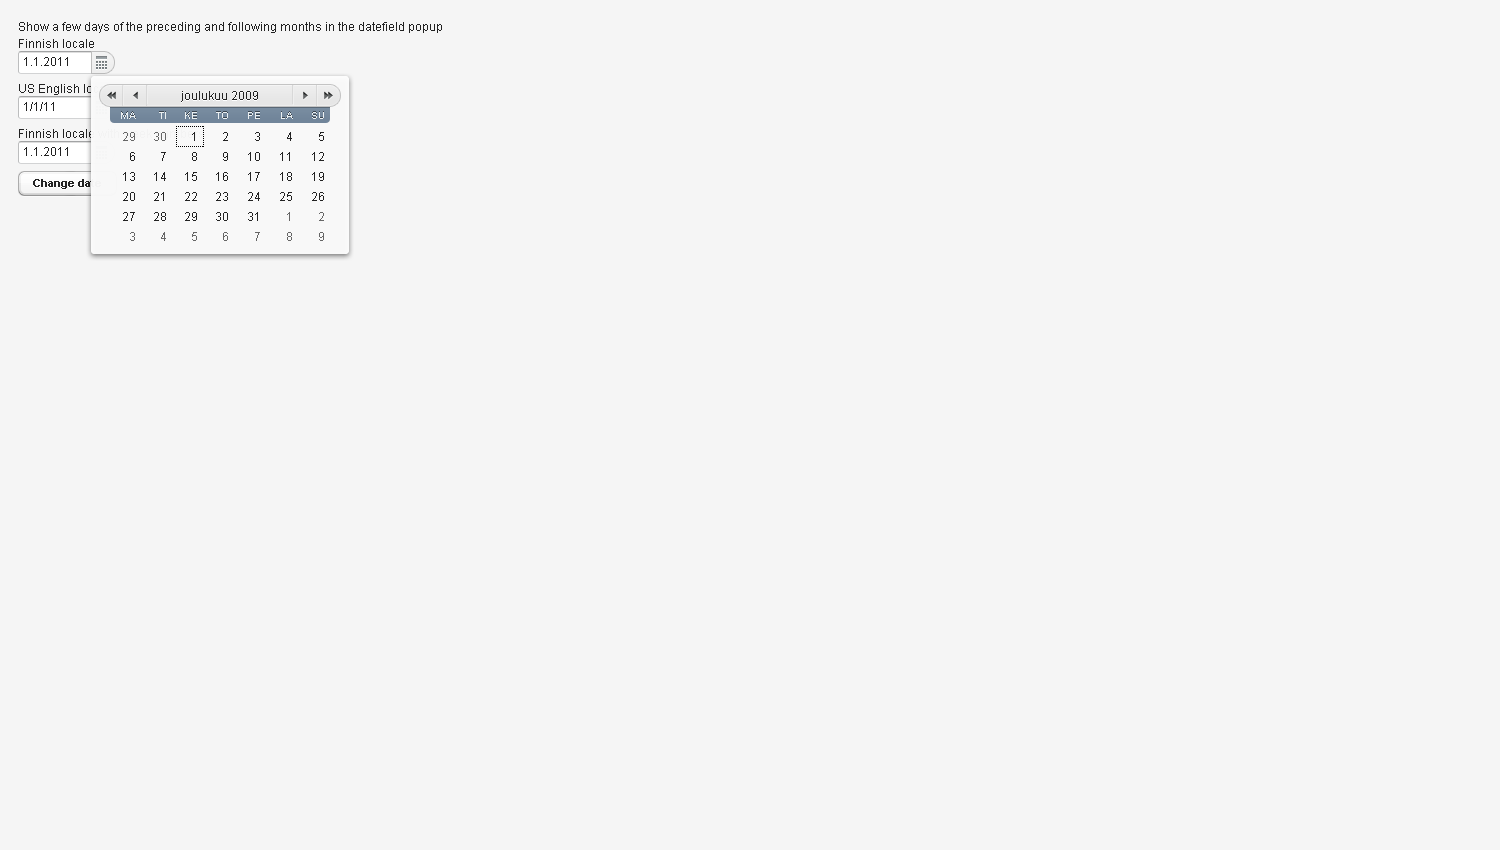 Show a few days of the preceding and following months in the datefield popup
Finnish locale
1.1.2011
US English lo
1/1/11
Finnish locale
1.1.2011
Change da
joulukuu 2009
MA TI KE TO PE LA SU
29 30 1 2 3 4 5
6 7 8 9 10 11 12
13 14 15 16 17 18 19
20 21 22 23 24 25 26
27 28 29 30 31 1 2
3 4 5 6 7 8 9